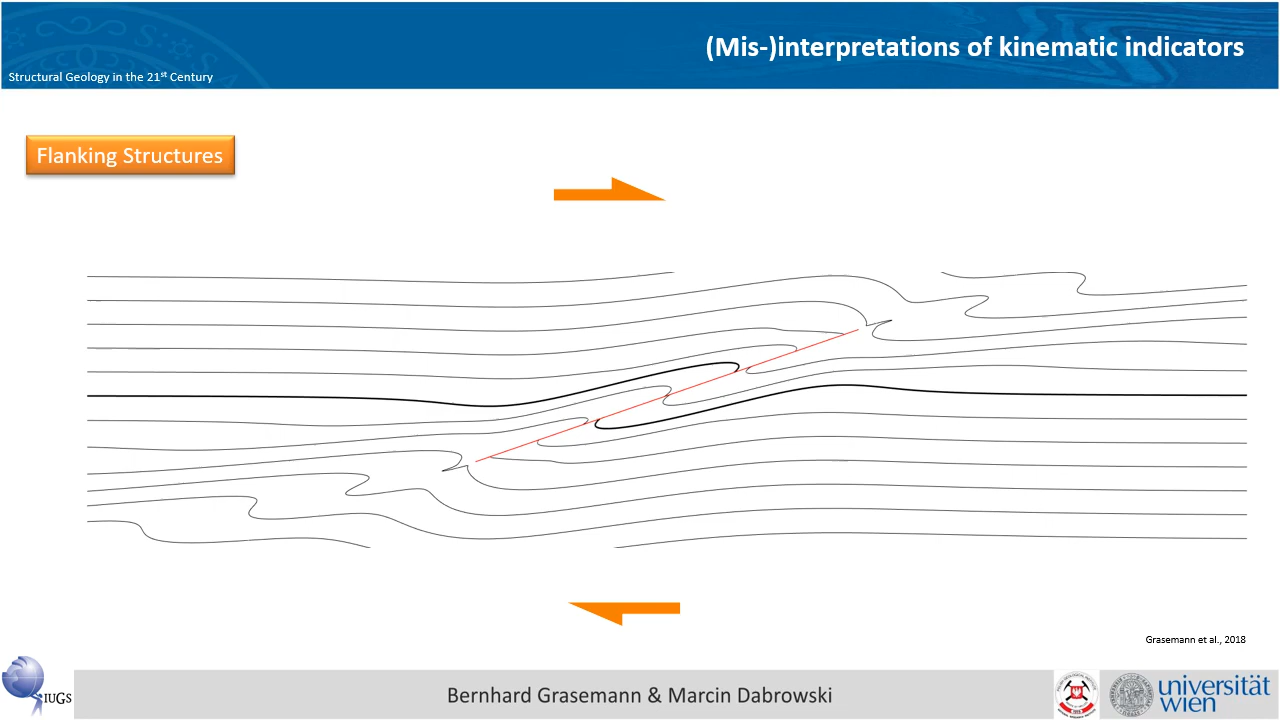 (Mis-)interpretations of kinematic indicators
Structural Geology in the 21st Century
Flanking Structures
Grasemann et al., 2018
IUGS
Bernhard Grasemann & Marcin Dabrowski
universität
wien